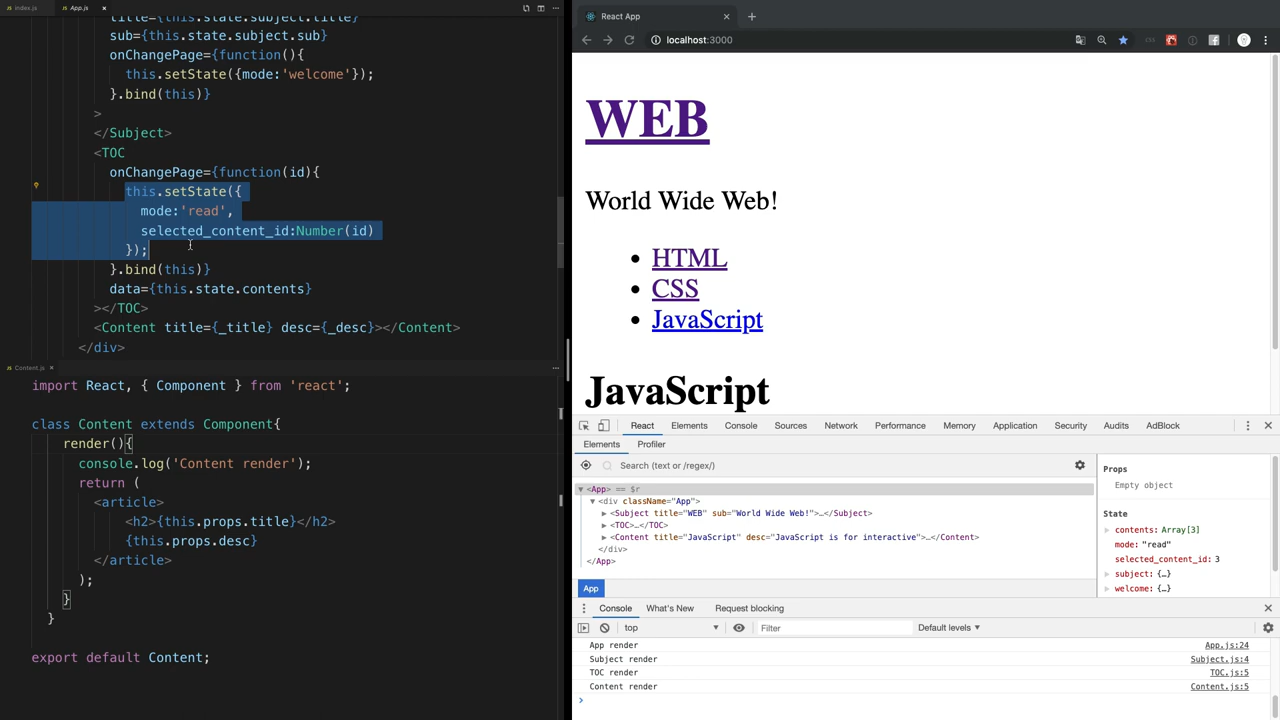 index.js
App.js
title={this.state.subject.title}
sub={this.state.subject.sub}
onChangePage={function(){
this.setState({mode:'welcome'});
}.bind(this)}
>
</Subject>
<TOC
onChangePage={function(id){
this.setState({
mode:'read',
selected_content_id:Number(id)
});
}.bind(this)}
data={this.state.contents}
></TOC>
<Content title={_title} desc={_desc}></Content>
</div>
Content.js
import React, { Component } from 'react';
class Content extends Component{
render(){
console.log('Content render');
return (
<article>
<h2>{this.props.title}</h2>
{this.props.desc}
</article>
);
}
}
export default Content;
React App
localhost:3000
WEB
World Wide Web!
HTML
CSS
JavaScript
JavaScript
React Elements Console Sources Network Performance Memory Application Security Audits AdBlock
Elements Profiler
Search (text or /regex/)
<App> == $r
<div className="App">
<Subject title="WEB" sub="World Wide Web!">…</Subject>
<TOC>…</TOC>
<Content title="JavaScript" desc="JavaScript is for interactive">…</Content>
</div>
</App>
App
Props
Empty object
State
contents: Array[3]
mode: "read"
selected_content_id: 3
subject: {…}
welcome: {…}
Console What's New Request blocking
top Filter Default levels
App render App.js:24
Subject render Subject.js:4
TOC render TOC.js:5
Content render Content.js:5